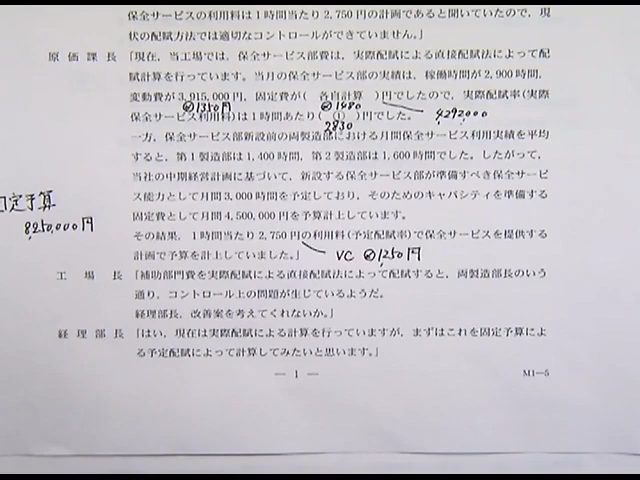 保全サービスの利用料は1時間当たり2,750円の計画であると聞いていたので、現
状の配賦方法では適切なコントロールができていません。」
原価課長「現在、当工場では、保全サービス部費は、実際配賦による直接配賦法によって配
賦計算を行っています。当月の保全サービス部の実績は、稼働時間が2,900時間、
変動費が3,915,000円、固定費が( 各自計算 )円でしたので、実際配賦率(実際
@1350円 @1480 4292,000
サービス利用料)は1時間あたり( ① )円でした。
2830
一方、保全サービス部新設前の両製造部における月間保全サービス利用実績を平均
すると、第1製造部は1,400時間、第2製造部は1,600時間でした。したがって、
当社の中期経営計画に基づいて、新設する保全サービス部が準備すべき保全サービ
ス能力として月間3,000時間を予定しており、そのためのキャパシティを準備する
固定費として月間4,500,000円を予算計上しています。
固定予算
8250,000円
その結果、1時間当たり2,750円の利用料(予定配賦率)で保全サービスを提供する
計画で予算を計上していました。」
VC @1250円
工場長「補助部門費を実際配賦による直接配賦法によって配賦すると、両製造部長のいう
通り、コントロール上の問題が生じているようだ。
経理部長、改善案を考えてくれないか。」
経理部長「はい、現在は実際配賦による計算を行っていますが、まずはこれを固定予算によ
る予定配賦によって計算してみたいと思います。」
― 1 ―
M1―5